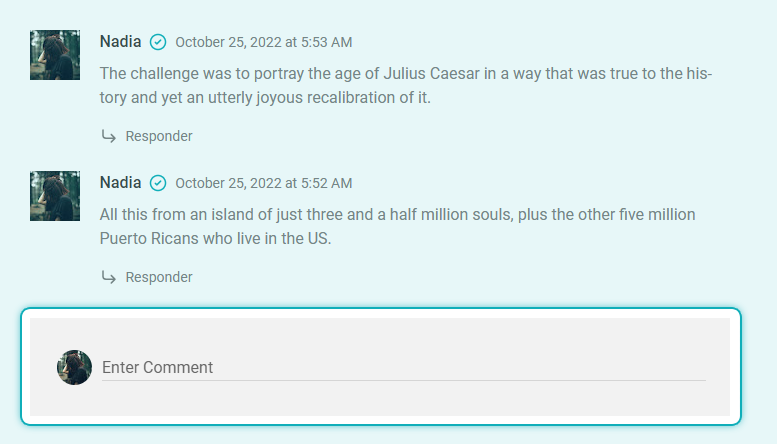 Nadia October 25, 2022 at 5:53 AM
The challenge was to portray the age of Julius Caesar in a way that was true to the his-
tory and yet an utterly joyous recalibration of it.
Responder
Nadia October 25, 2022 at 5:52 AM
All this from an island of just three and a half million souls, plus the other five million
Puerto Ricans who live in the US.
Responder
Enter Comment